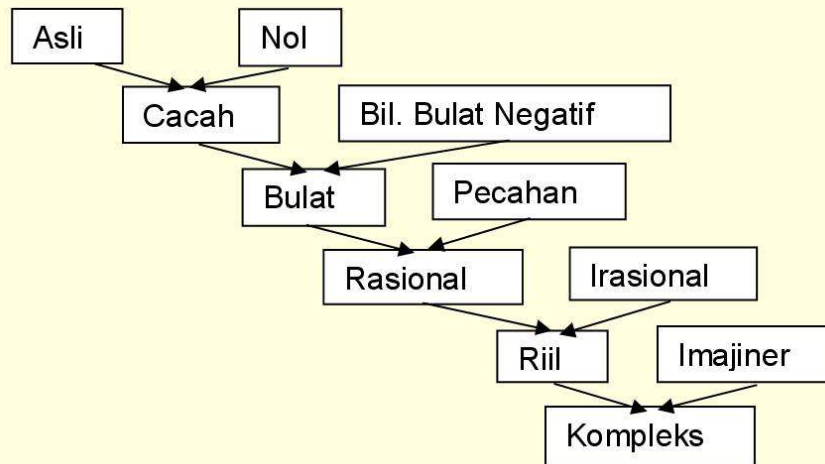 Asli
Nol
Cacah
Bil. Bulat Negatif
Bulat
Pecahan
Rasional
Irasional
Riil
Imajiner
Kompleks